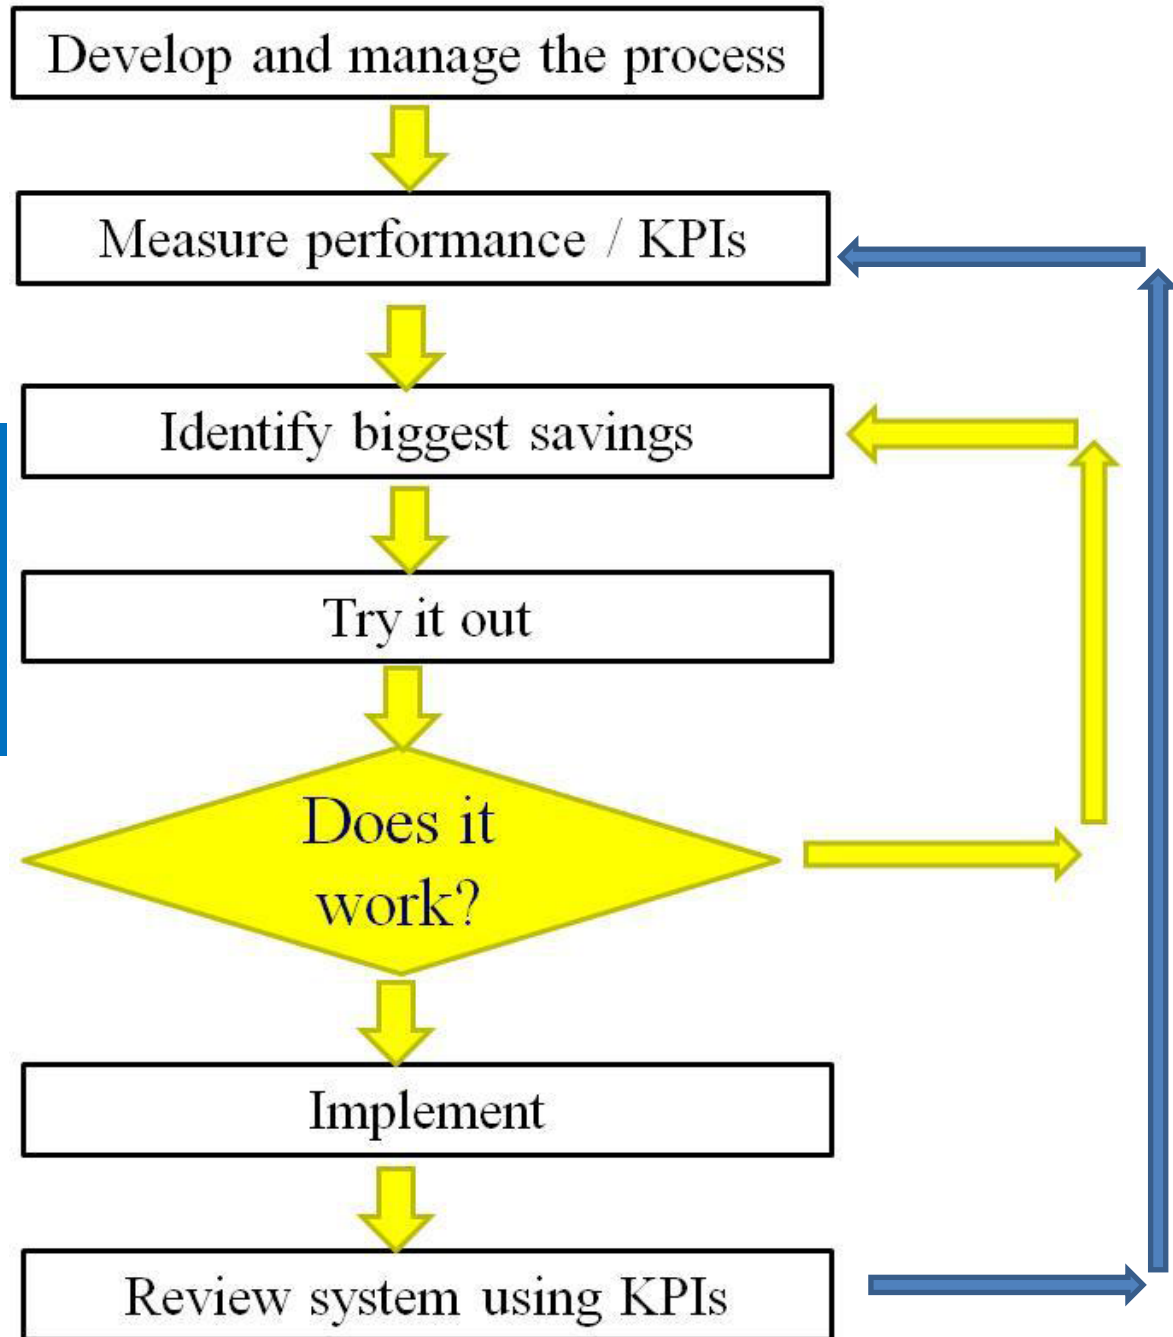 Develop and manage the process
Measure performance / KPIs
Identify biggest savings
Try it out
Does it
work?
Implement
Review system using KPIs